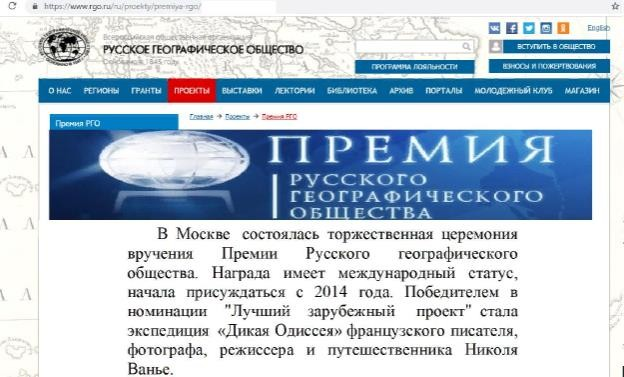 https://www.rgo.ru/ru/proekty/premiya-rgo/
Всероссийская общественная организация
РУССКОЕ ГЕОГРАФИЧЕСКОЕ ОБЩЕСТВО
Основано в 1845 году
English
ВСТУПИТЬ В ОБЩЕСТВО
ПРОГРАММА ЛОЯЛЬНОСТИ
ВЗНОСЫ И ПОЖЕРТВОВАНИЯ
О НАС РЕГИОНЫ ГРАНТЫ ПРОЕКТЫ ВЫСТАВКИ ЛЕКТОРИИ БИБЛИОТЕКА АРХИВ ПОРТАЛЫ МОЛОДЕЖНЫЙ КЛУБ МАГАЗИН
Премия РГО
Главная → Проекты → Премия РГО
ПРЕМИЯ
РУССКОГО
ГЕОГРАФИЧЕСКОГО
ОБЩЕСТВА
В Москве состоялась торжественная церемония
вручения Премии Русского географического
общества. Награда имеет международный статус,
начала присуждаться с 2014 года. Победителем в
номинации "Лучший зарубежный проект" стала
экспедиция «Дикая Одиссея» французского писателя,
фотографа, режиссера и путешественника Николя
Ванье.